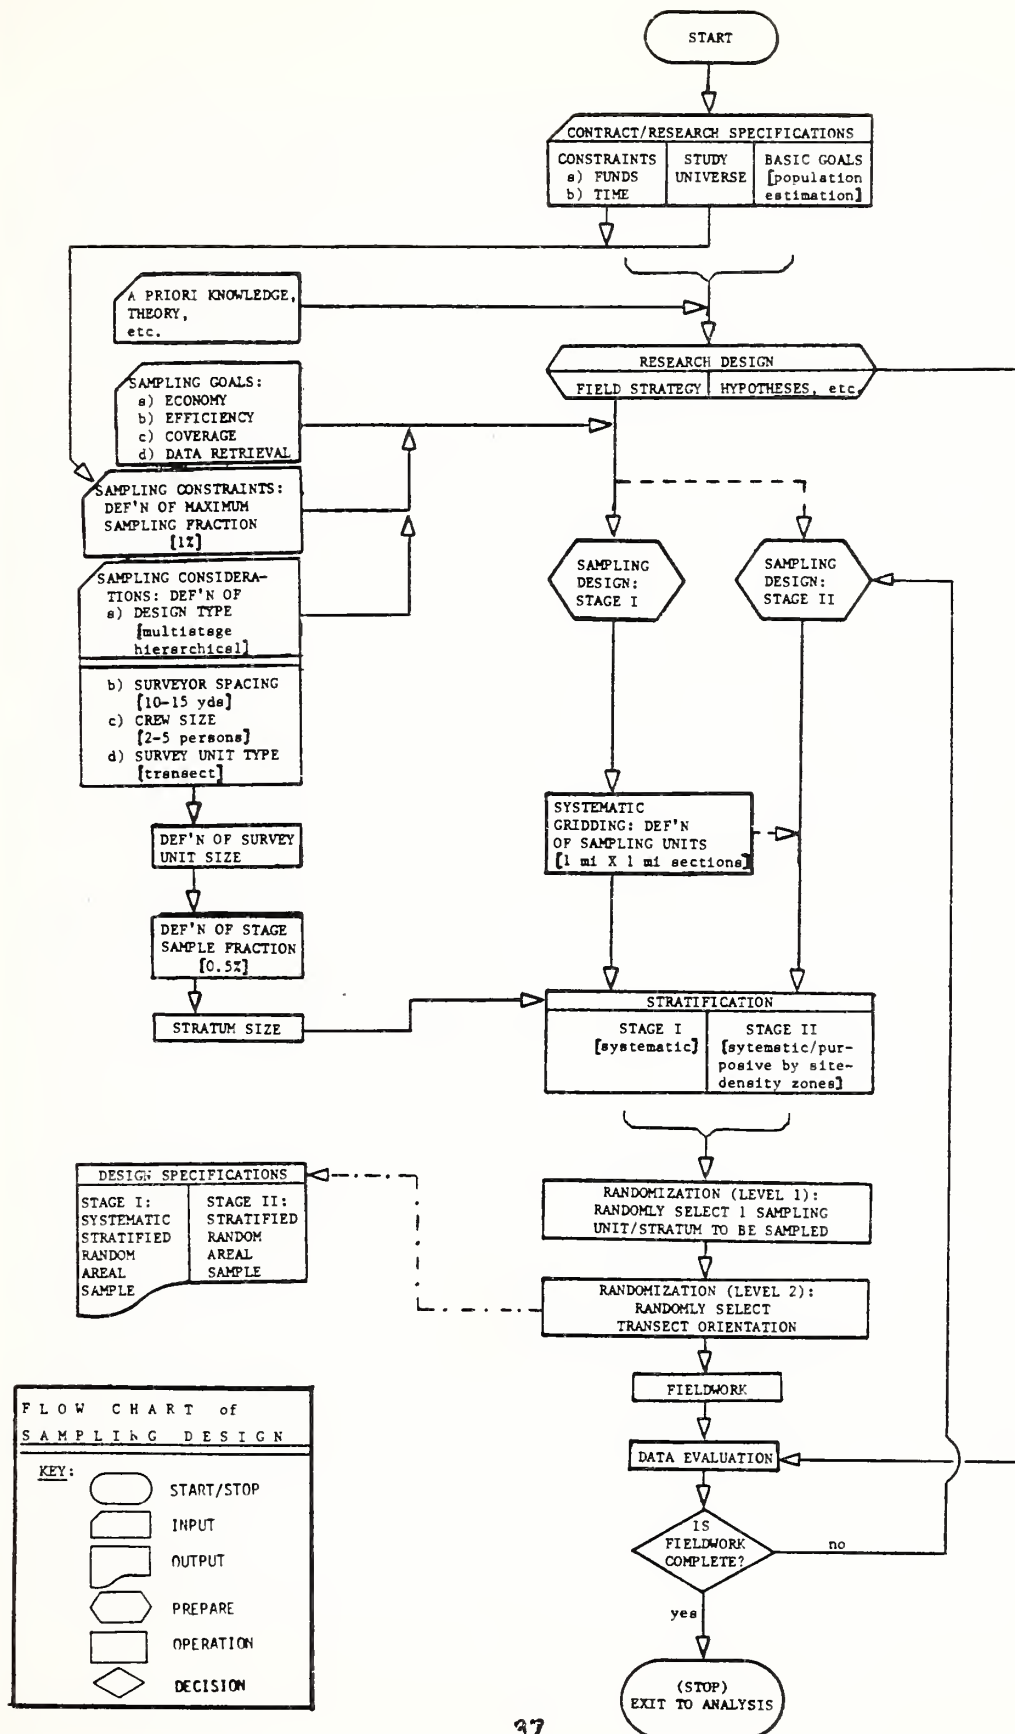 START
CONTRACT/RESEARCH SPECIFICATIONS
CONSTRAINTS
a) FUNDS
b) TIME
STUDY
UNIVERSE
BASIC GOALS
[population
estimation]
A PRIORI KNOWLEDGE,
THEORY,
etc.
RESEARCH DESIGN
FIELD STRATEGY
HYPOTHESES, etc.
SAMPLING GOALS:
a) ECONOMY
b) EFFICIENCY
c) COVERAGE
d) DATA RETRIEVAL
SAMPLING CONSTRAINTS:
DEF'N OF MAXIMUM
SAMPLING FRACTION
[1%]
SAMPLING CONSIDERA-
TIONS: DEF'N OF
a) DESIGN TYPE
[multistage
hierarchical]
b) SURVEYOR SPACING
[10-15 yds]
c) CREW SIZE
[2-5 persons]
d) SURVEY UNIT TYPE
[transect]
SAMPLING
DESIGN:
STAGE I
SAMPLING
DESIGN:
STAGE II
SYSTEMATIC
GRIDDING: DEF'N
OF SAMPLING UNITS
[1 mi X 1 mi sections]
DEF'N OF SURVEY
UNIT SIZE
DEF'N OF STAGE
SAMPLE FRACTION
[0.5%]
STRATUM SIZE
STRATIFICATION
STAGE I
[systematic]
STAGE II
[sytematic/pur-
posive by site-
density zones]
DESIGN SPECIFICATIONS
STAGE I:
SYSTEMATIC
STRATIFIED
RANDOM
AREAL
SAMPLE
STAGE II:
STRATIFIED
RANDOM
AREAL
SAMPLE
RANDOMIZATION (LEVEL 1):
RANDOMLY SELECT 1 SAMPLING
UNIT/STRATUM TO BE SAMPLED
RANDOMIZATION (LEVEL 2):
RANDOMLY SELECT
TRANSECT ORIENTATION
FIELDWORK
DATA EVALUATION
IS
FIELDWORK
COMPLETE?
no
yes
(STOP)
EXIT TO ANALYSIS
FLOW CHART of
SAMPLING DESIGN
KEY:
START/STOP
INPUT
OUTPUT
PREPARE
OPERATION
DECISION
37